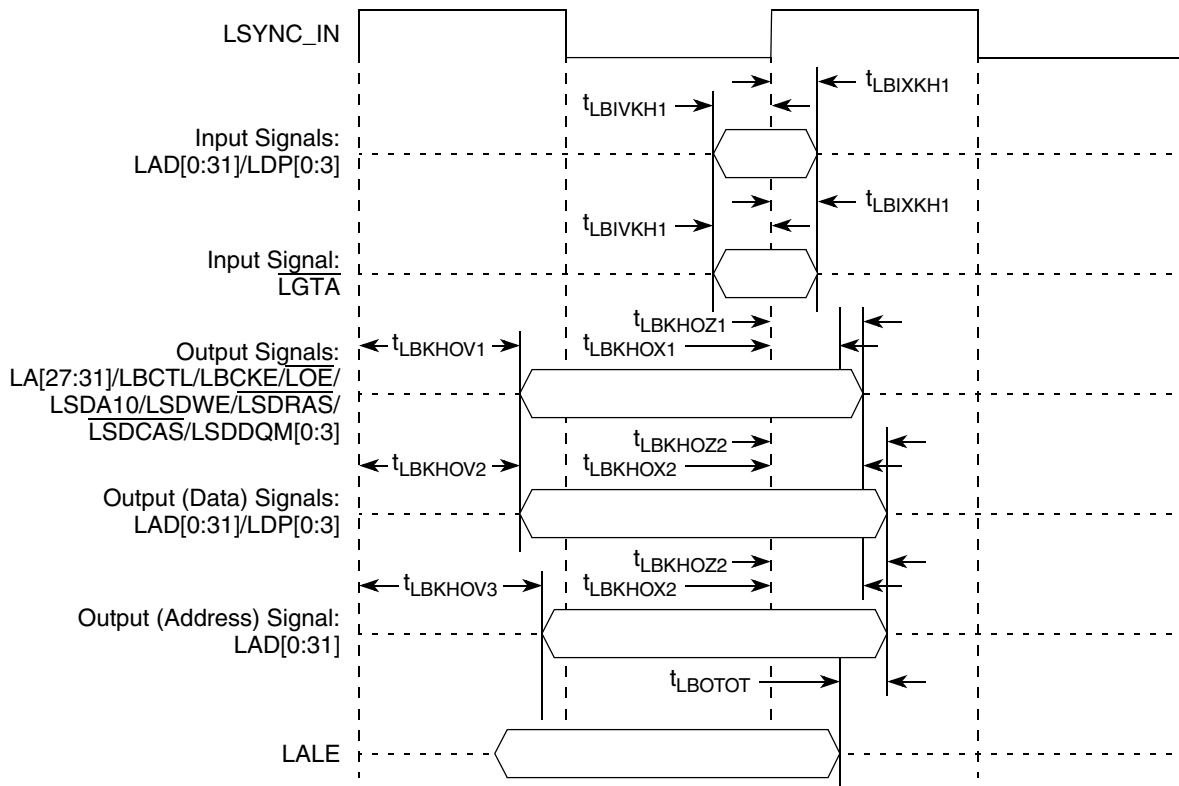 LSYNC_IN
tLBIXKH1
tLBIVKH1
Input Signals:
LAD[0:31]/LDP[0:3]
tLBIXKH1
tLBIVKH1
Input Signal:
LGTA
tLBKHOZ1
tLBKHOV1 tLBKHOX1
Output Signals:
LA[27:31]/LBCTL/LBCKE/LOE/
LSDA10/LSDWE/LSDRAS/
LSDCAS/LSDDQM[0:3]
tLBKHOZ2
tLBKHOV2 tLBKHOX2
Output (Data) Signals:
LAD[0:31]/LDP[0:3]
tLBKHOZ2
tLBKHOV3 tLBKHOX2
Output (Address) Signal:
LAD[0:31]
tLBOTOT
LALE